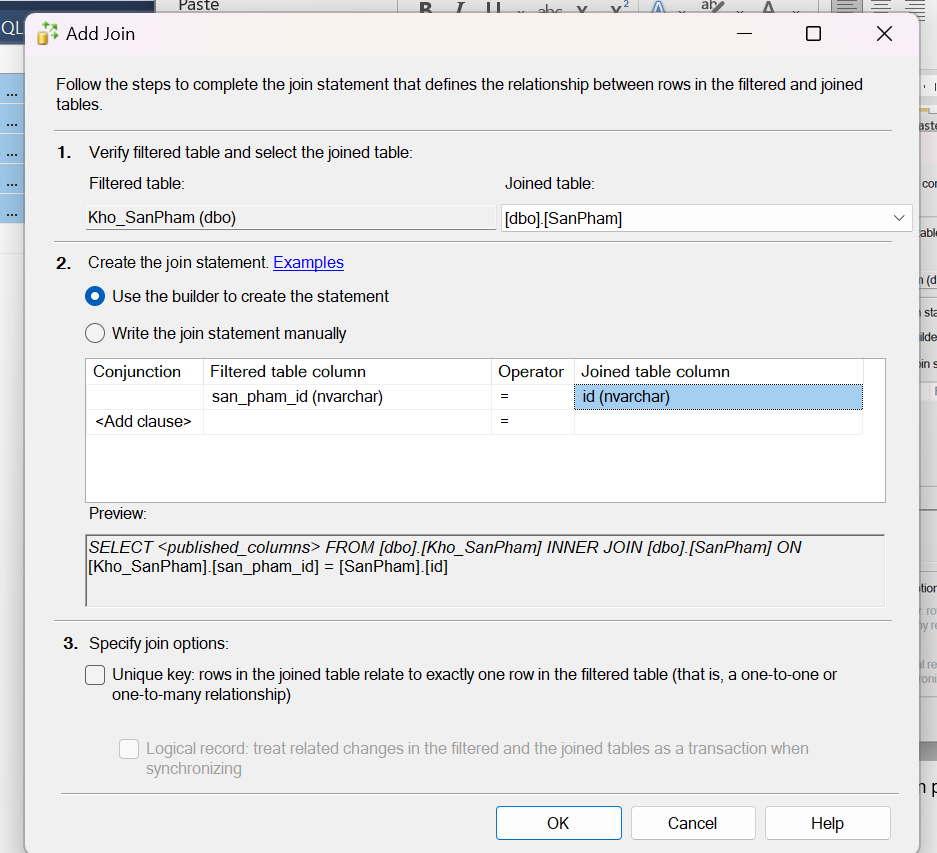 Paste
QL
Add Join
Follow the steps to complete the join statement that defines the relationship between rows in the filtered and joined
tables.
1. Verify filtered table and select the joined table:
Filtered table: Joined table:
Kho_SanPham (dbo) [dbo].[SanPham]
2. Create the join statement. Examples
Use the builder to create the statement
Write the join statement manually
Conjunction Filtered table column Operator Joined table column
san_pham_id (nvarchar) = id (nvarchar)
<Add clause> =
Preview:
SELECT <published_columns> FROM [dbo].[Kho_SanPham] INNER JOIN [dbo].[SanPham] ON
[Kho_SanPham].[san_pham_id] = [SanPham].[id]
3. Specify join options:
Unique key: rows in the joined table relate to exactly one row in the filtered table (that is, a one-to-one or
one-to-many relationship)
Logical record: treat related changes in the filtered and the joined tables as a transaction when
synchronizing
OK Cancel Help